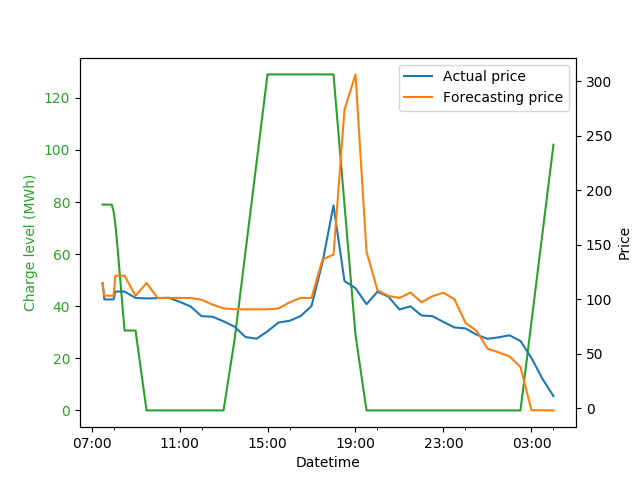 Actual price
Forecasting price
Charge level (MWh)
120
100
80
60
40
20
0
300
250
200
150
100
50
0
Price
07:00 11:00 15:00 19:00 23:00 03:00
Datetime